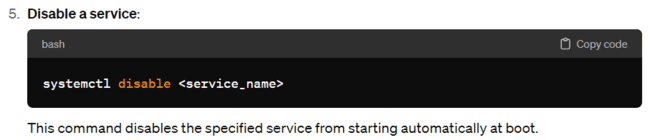 5. Disable a service:
bash Copy code
systemctl disable <service_name>
This command disables the specified service from starting automatically at boot.